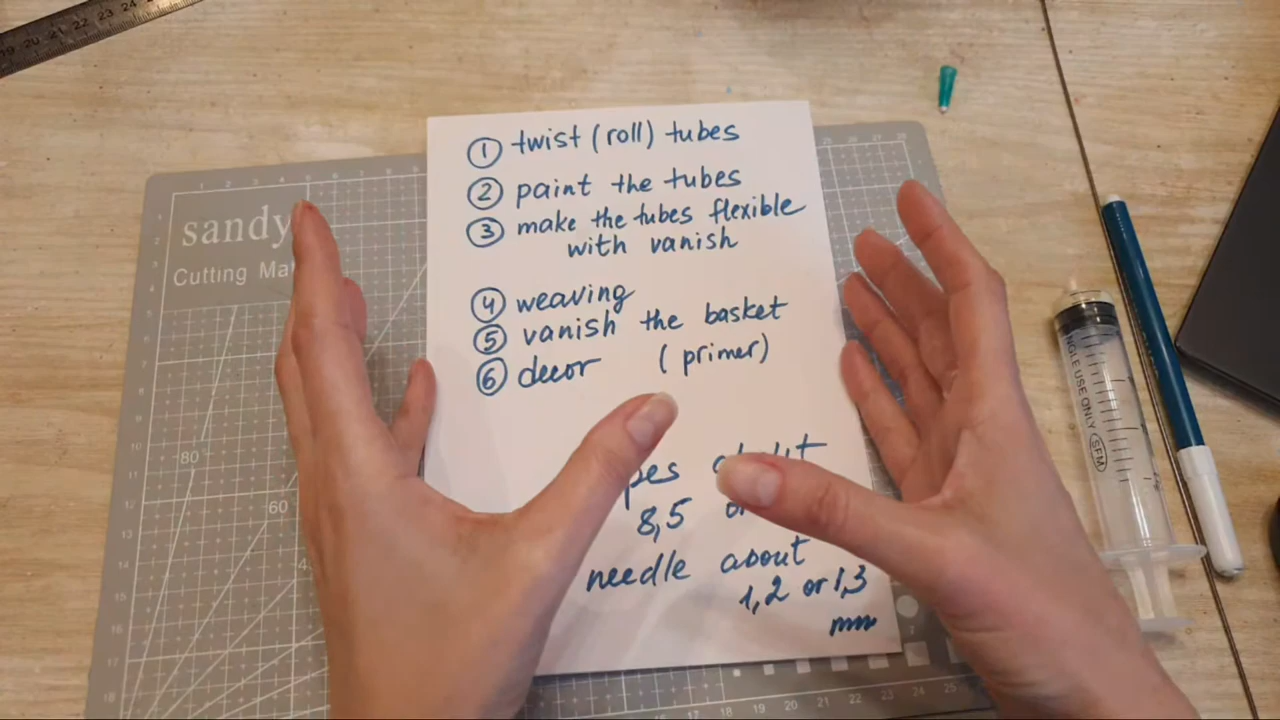 ① twist (roll) tubes
② paint the tubes
③ make the tubes flexible
with vanish
④ weaving
⑤ vanish the basket
⑥ decor (primer)
8,5
needle about
1,2 or 1,3
mm
sandy
Cutting Ma
80
60
SINGLE USE ONLY
SFM